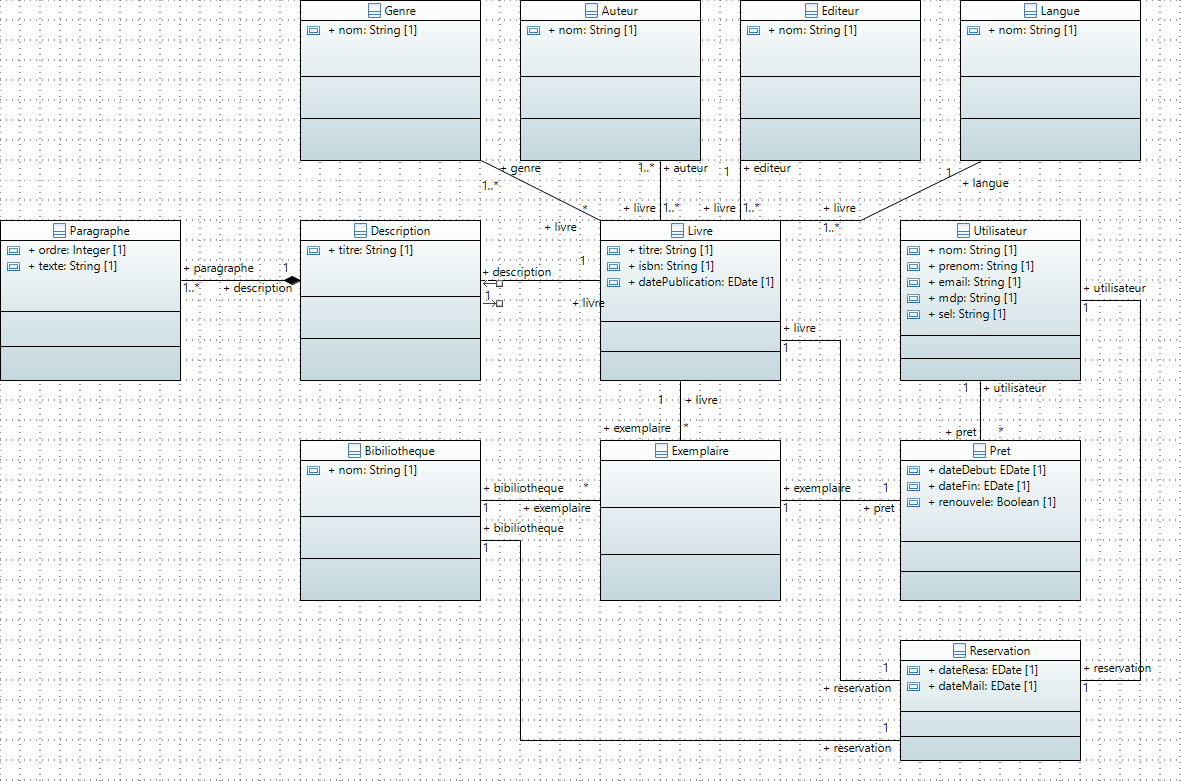 Genre
+ nom: String [1]
Auteur
+ nom: String [1]
Editeur
+ nom: String [1]
Langue
+ nom: String [1]
+ genre
1..*
*
+ livre
1..*
+ auteur
+ livre
1..*
1
+ editeur
+ livre
1..*
1
+ langue
+ livre
1..*
Paragraphe
+ ordre: Integer [1]
+ texte: String [1]
+ paragraphe
1
1..*
+ description
Description
+ titre: String [1]
+ description
1
1
+ livre
Livre
+ titre: String [1]
+ isbn: String [1]
+ datePublication: EDate [1]
+ livre
1
Utilisateur
+ nom: String [1]
+ prenom: String [1]
+ email: String [1]
+ mdp: String [1]
+ sel: String [1]
+ utilisateur
1
1
+ livre
+ exemplaire
*
1
+ utilisateur
+ pret
*
Bibiliotheque
+ nom: String [1]
+ bibiliotheque
*
1
+ exemplaire
+ bibiliotheque
1
Exemplaire
+ exemplaire
1
1
+ pret
Pret
+ dateDebut: EDate [1]
+ dateFin: EDate [1]
+ renouvele: Boolean [1]
Reservation
+ dateResa: EDate [1]
+ dateMail: EDate [1]
1
+ reservation
+ reservation
1
1
+ reservation